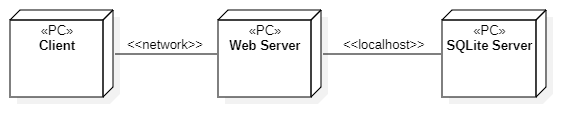 «PC»
Client
<<network>>
«PC»
Web Server
<<localhost>>
«PC»
SQLite Server